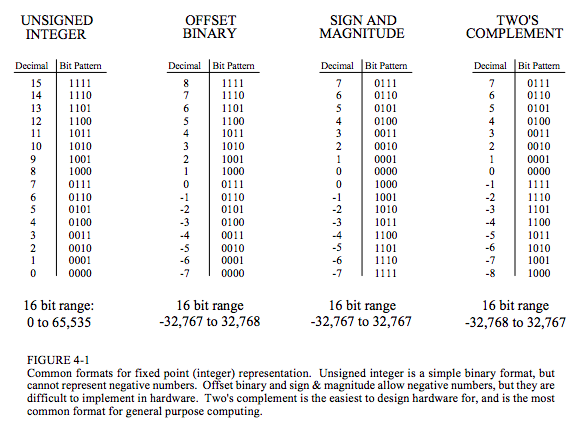 UNSIGNED INTEGER OFFSET BINARY SIGN AND MAGNITUDE TWO'S COMPLEMENT
Decimal Bit Pattern Decimal Bit Pattern Decimal Bit Pattern Decimal Bit Pattern
15 1111 8 1111 7 0111 7 0111
14 1110 7 1110 6 0110 6 0110
13 1101 6 1101 5 0101 5 0101
12 1100 5 1100 4 0100 4 0100
11 1011 4 1011 3 0011 3 0011
10 1010 3 1010 2 0010 2 0010
9 1001 2 1001 1 0001 1 0001
8 1000 1 1000 0 0000 0 0000
7 0111 0 0111 0 1000 -1 1111
6 0110 -1 0110 -1 1001 -2 1110
5 0101 -2 0101 -2 1010 -3 1101
4 0100 -3 0100 -3 1011 -4 1100
3 0011 -4 0011 -4 1100 -5 1011
2 0010 -5 0010 -5 1101 -6 1010
1 0001 -6 0001 -6 1110 -7 1001
0 0000 -7 0000 -7 1111 -8 1000
16 bit range: 16 bit range 16 bit range 16 bit range
0 to 65,535 -32,767 to 32,768 -32,767 to 32,767 -32,768 to 32,767
FIGURE 4-1
Common formats for fixed point (integer) representation. Unsigned integer is a simple binary format, but
cannot represent negative numbers. Offset binary and sign & magnitude allow negative numbers, but they are
difficult to implement in hardware. Two's complement is the easiest to design hardware for, and is the most
common format for general purpose computing.